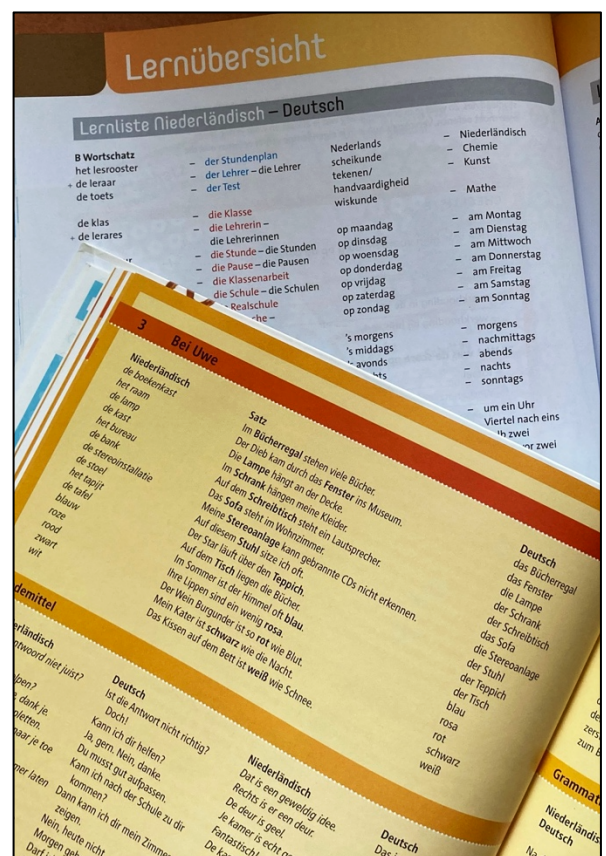 Lernübersicht
Lernliste Niederländisch – Deutsch
B Wortschatz
het lesrooster – der Stundenplan
+ de leraar – der Lehrer – die Lehrer
de toets – der Test
de klas – die Klasse
+ de lerares – die Lehrerin –
die Lehrerinnen
– die Stunde – die Stunden
– die Pause – die Pausen
– die Klassenarbeit
– die Schule – die Schulen
Realschule
Nederlands – Niederländisch
scheikunde – Chemie
tekenen/ – Kunst
handvaardigheid
wiskunde – Mathe
op maandag – am Montag
op dinsdag – am Dienstag
op woensdag – am Mittwoch
op donderdag – am Donnerstag
op vrijdag – am Freitag
op zaterdag – am Samstag
op zondag – am Sonntag
's morgens – morgens
's middags – nachmittags
avonds – abends
– nachts
– sonntags
– um ein Uhr
Viertel nach eins
zwei
vor zwei
3 Bei Uwe
Niederländisch
de boekenkast
het raam
de lamp
de kast
het bureau
de bank
de stereoinstallatie
de stoel
het tapijt
de tafel
blauw
roze
rood
zwart
wit
Satz
Im Bücherregal stehen viele Bücher.
Der Dieb kam durch das Fenster ins Museum.
Die Lampe hängt an der Decke.
Im Schrank hängen meine Kleider.
Auf dem Schreibtisch steht ein Lautsprecher.
Das Sofa steht im Wohnzimmer.
Meine Stereoanlage kann gebrannte CDs nicht erkennen.
Auf diesem Stuhl sitze ich oft.
Der Star läuft über den Teppich.
Auf dem Tisch liegen die Bücher.
Im Sommer ist der Himmel oft blau.
Ihre Lippen sind ein wenig rosa.
Der Wein Burgunder ist so rot wie Blut.
Mein Kater ist schwarz wie die Nacht.
Das Kissen auf dem Bett ist weiß wie Schnee.
Deutsch
das Bücherregal
das Fenster
die Lampe
der Schrank
der Schreibtisch
das Sofa
die Stereoanlage
der Stuhl
der Teppich
der Tisch
blau
rosa
rot
schwarz
weiß
demittel
niet juist?
dank je.
je toe
laten
Deutsch
Ist die Antwort nicht richtig?
Doch!
Kann ich dir helfen?
Ja, gern. Nein, danke.
Du musst gut aufpassen.
Kann ich nach der Schule zu dir
kommen?
Dann kann ich dir mein Zimmer
zeigen.
Nein, heute nicht
Morgen
Niederländisch
Dat is een geweldig idee.
Rechts is er een deur.
De deur is geel.
Je kamer is echt
Fantastisch!
Deutsch
zum
Grammat
Deutsch